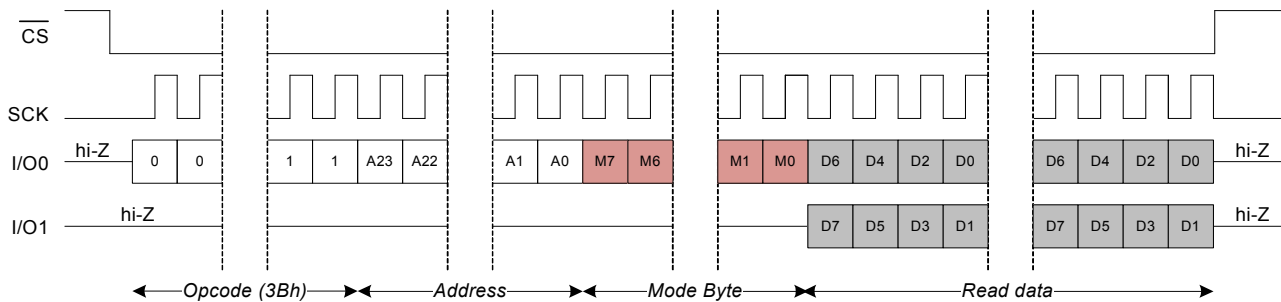 CS
SCK
hi-Z 0 0 1 1 A23 A22 A1 A0 M7 M6 M1 M0 D6 D4 D2 D0 D6 D4 D2 D0 hi-Z
I/O0
hi-Z D7 D5 D3 D1 D7 D5 D3 D1 hi-Z
I/O1
Opcode (3Bh) Address Mode Byte Read data